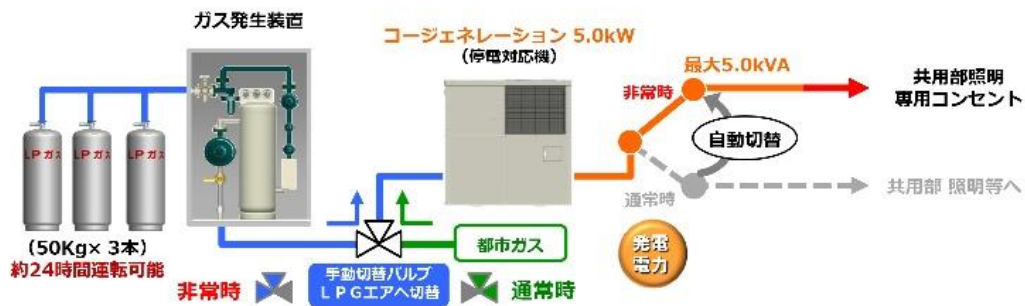 ガス発生装置
コージェネレーション 5.0kW
(停電対応機)
最大5.0kVA
非常時
共用部照明
専用コンセント
自動切替
LPガス
LPガス
LPガス
通常時
共用部 照明等へ
(50Kg× 3本)
約24時間運転可能
都市ガス
発電
電力
手動切替バルブ
LPGエアへ切替
非常時
通常時